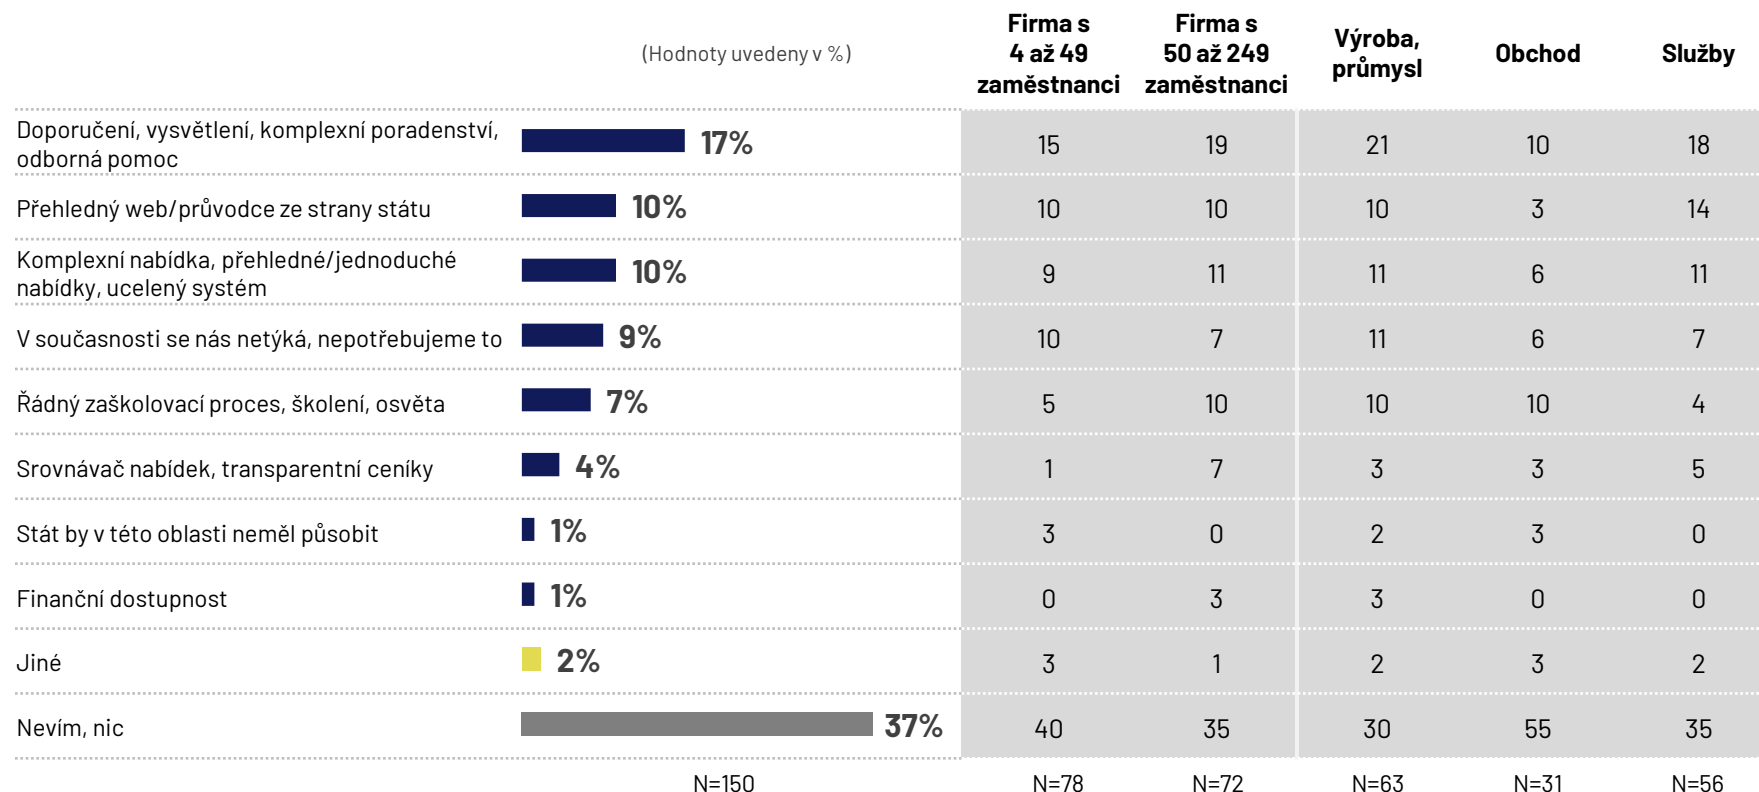 (Hodnoty uvedeny v %)
Firma s
4 až 49
zaměstnanci
Firma s
50 až 249
zaměstnanci
Výroba,
průmysl
Obchod
Služby
Doporučení, vysvětlení, komplexní poradenství,
odborná pomoc
17% 15 19 21 10 18
Přehledný web/průvodce ze strany státu 10% 10 10 10 3 14
Komplexní nabídka, přehledné/jednoduché
nabídky, ucelený systém
10% 9 11 11 6 11
V současnosti se nás netýká, nepotřebujeme to 9% 10 7 11 6 7
Řádný zaškolovací proces, školení, osvěta 7% 5 10 10 10 4
Srovnávač nabídek, transparentní ceníky 4% 1 7 3 3 5
Stát by v této oblasti neměl působit 1% 3 0 2 3 0
Finanční dostupnost 1% 0 3 3 0 0
Jiné 2% 3 1 2 3 2
Nevím, nic 37% 40 35 30 55 35
N=150 N=78 N=72 N=63 N=31 N=56